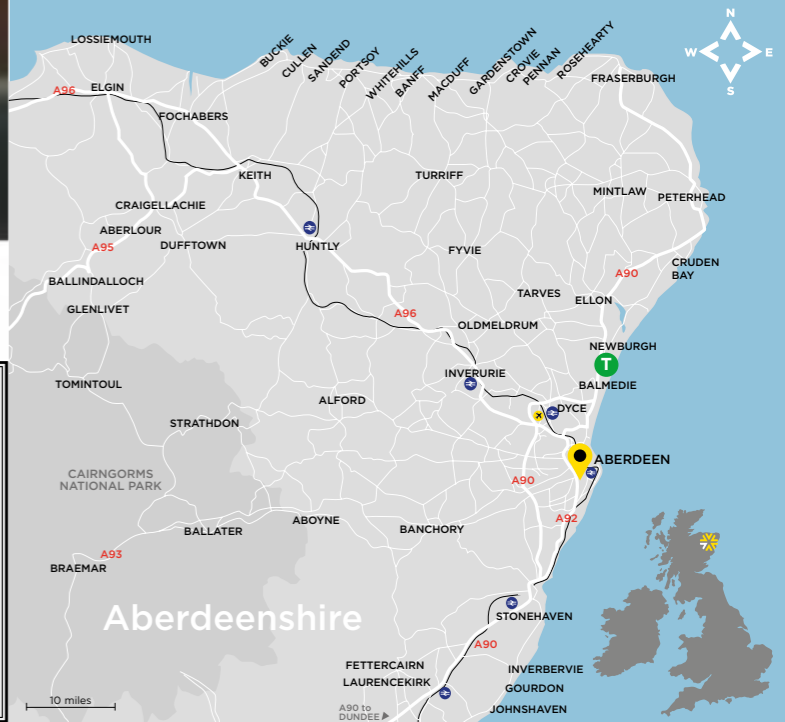 N
W
E
S
LOSSIEMOUTH
BUCKIE
CULLEN
SANDEND
PORTSOY
WHITEHILLS
BANFF
MACDUFF
GARDENSTOWN
CROVIE
PENNAN
ROSEHEARTY
FRASERBURGH
A96
ELGIN
FOCHABERS
KEITH
TURRIFF
MINTLAW
PETERHEAD
CRAIGELLACHIE
ABERLOUR
A95
DUFFTOWN
HUNTLY
FYVIE
CRUDEN
BAY
A90
BALLINDALLOCH
TARVES
ELLON
GLENLIVET
A96
OLDMELDRUM
NEWBURGH
T
INVERURIE
BALMEDIE
TOMINTOUL
ALFORD
DYCE
STRATHDON
ABERDEEN
CAIRNGORMS
NATIONAL PARK
A90
A92
ABOYNE
BALLATER
BANCHORY
A93
BRAEMAR
Aberdeenshire
STONEHAVEN
A90
FETTERCAIRN
INVERBERVIE
LAURENCEKIRK
GOURDON
10 miles
A90 to
DUNDEE
JOHNSHAVEN